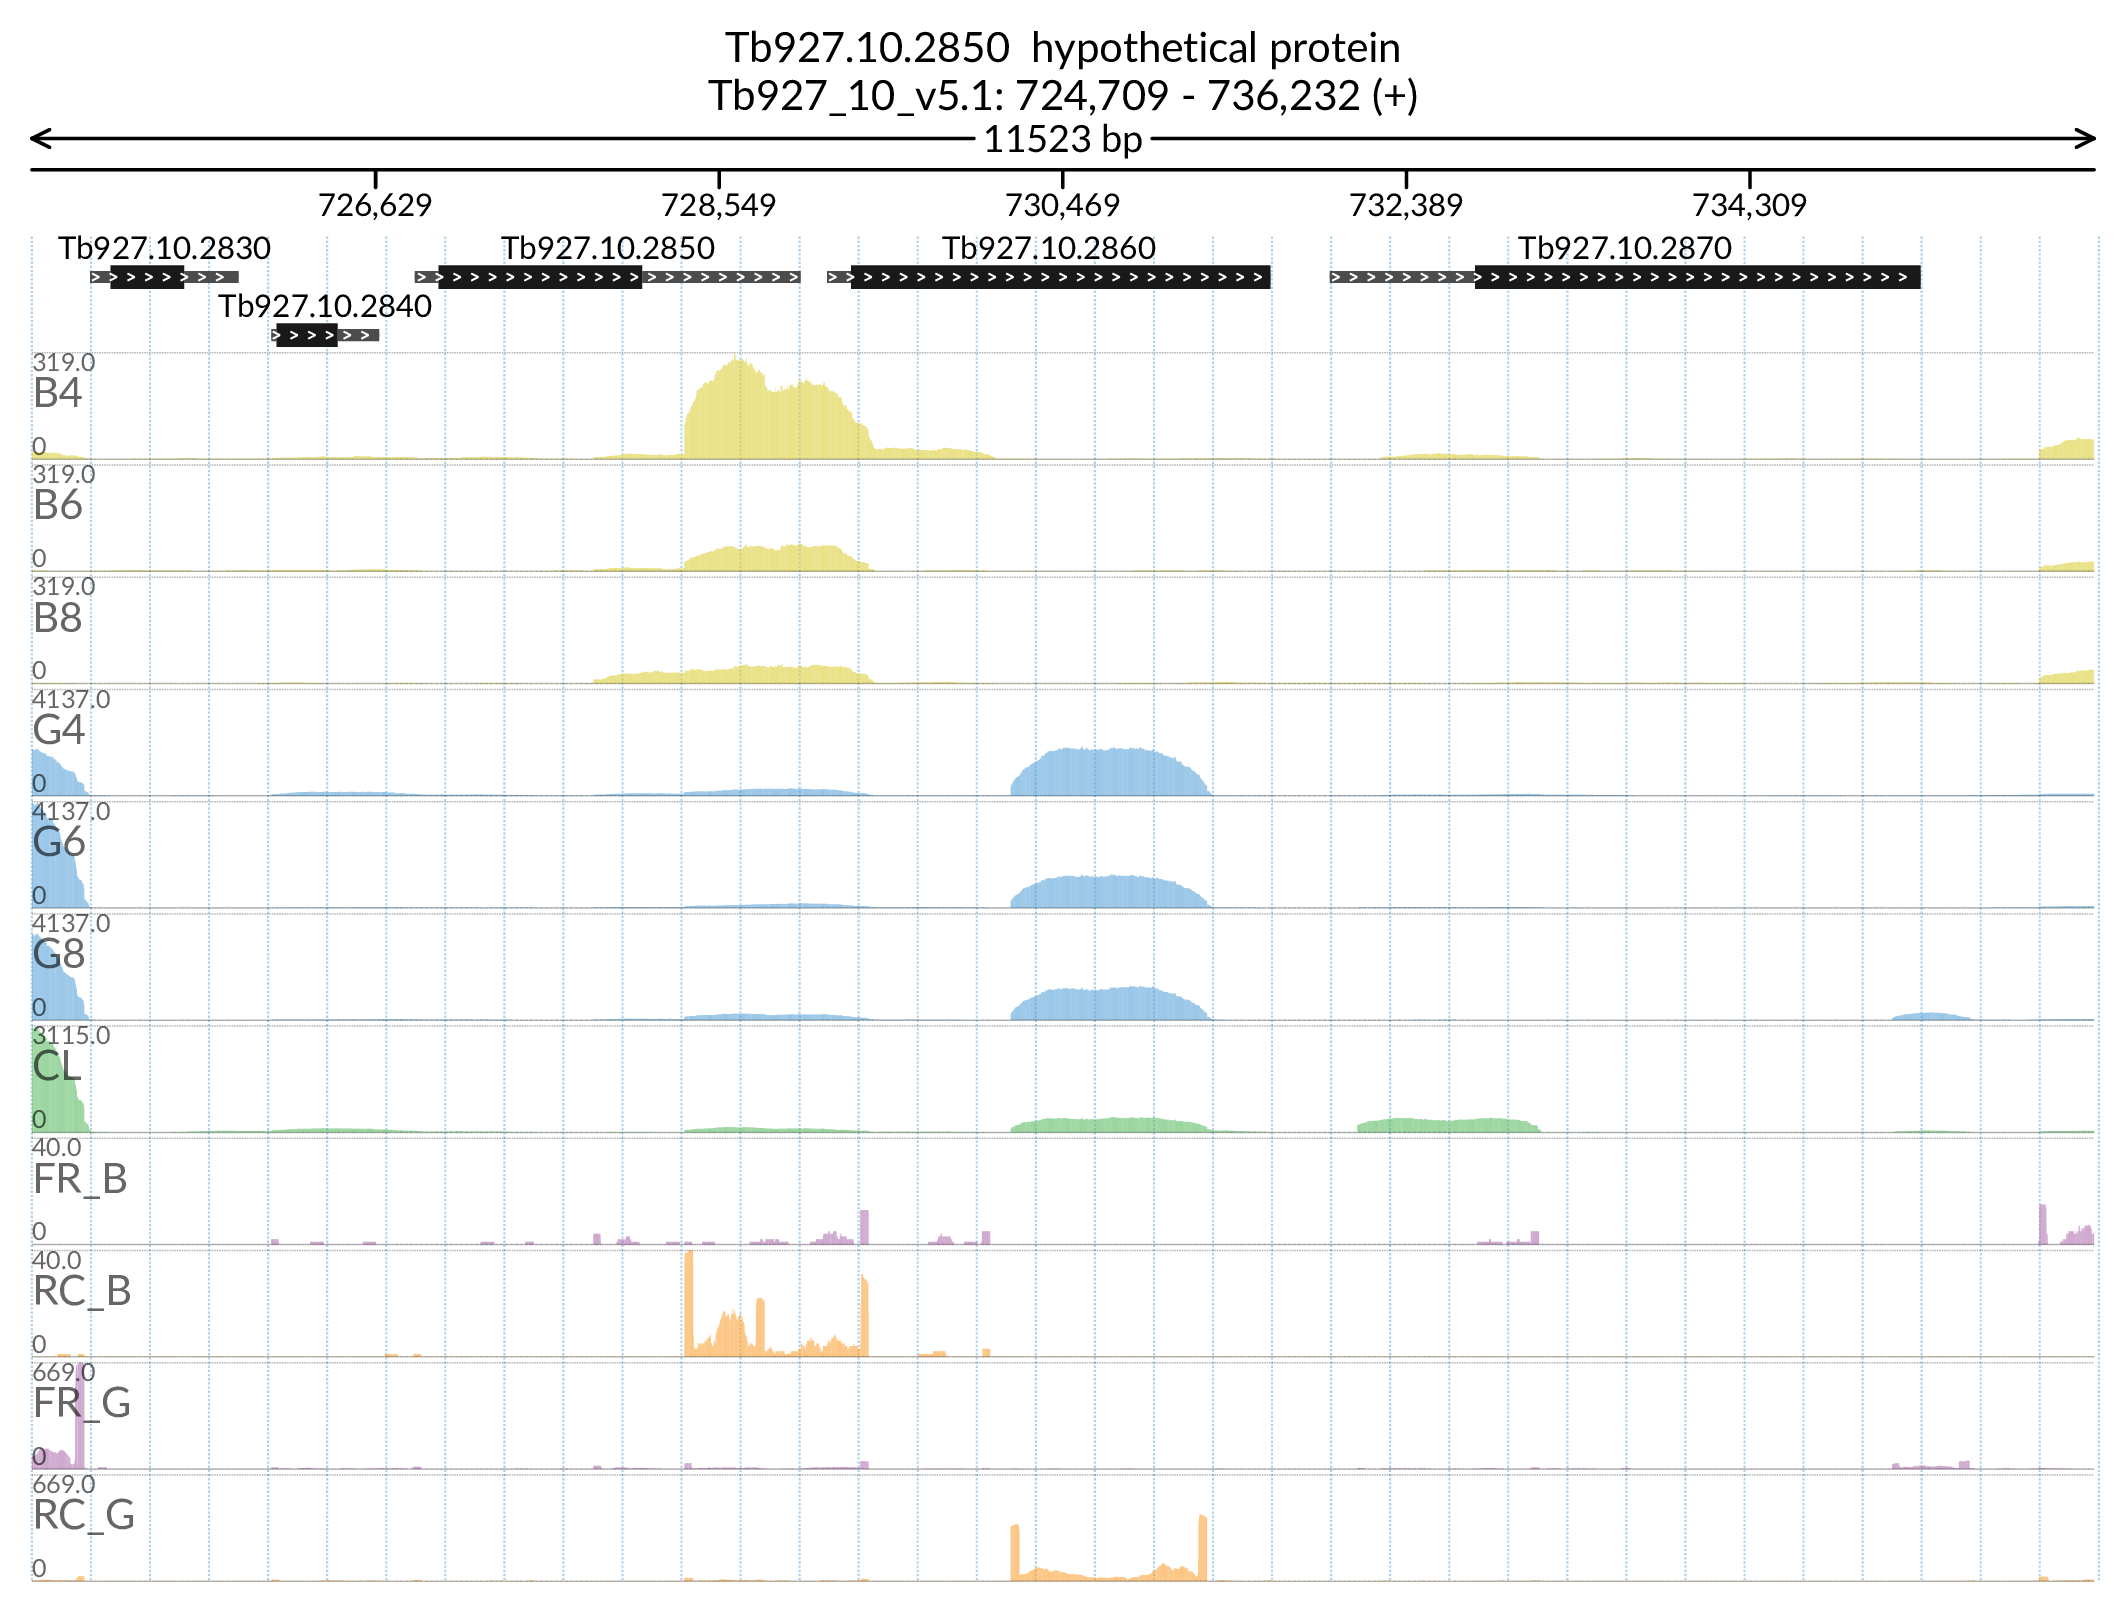 Tb927.10.2850  hypothetical protein
Tb927_10_v5.1: 724,709 - 736,232 (+)
11523 bp
726,629 728,549 730,469 732,389 734,309
Tb927.10.2830 Tb927.10.2850 Tb927.10.2860 Tb927.10.2870
Tb927.10.2840
319.0
B4
0
319.0
B6
0
319.0
B8
0
4137.0
G4
0
4137.0
G6
0
4137.0
G8
0
3115.0
CL
0
40.0
FR_B
0
40.0
RC_B
0
669.0
FR_G
0
669.0
RC_G
0